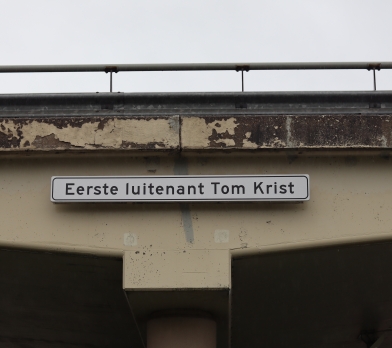 Eerste luitenant Tom Krist